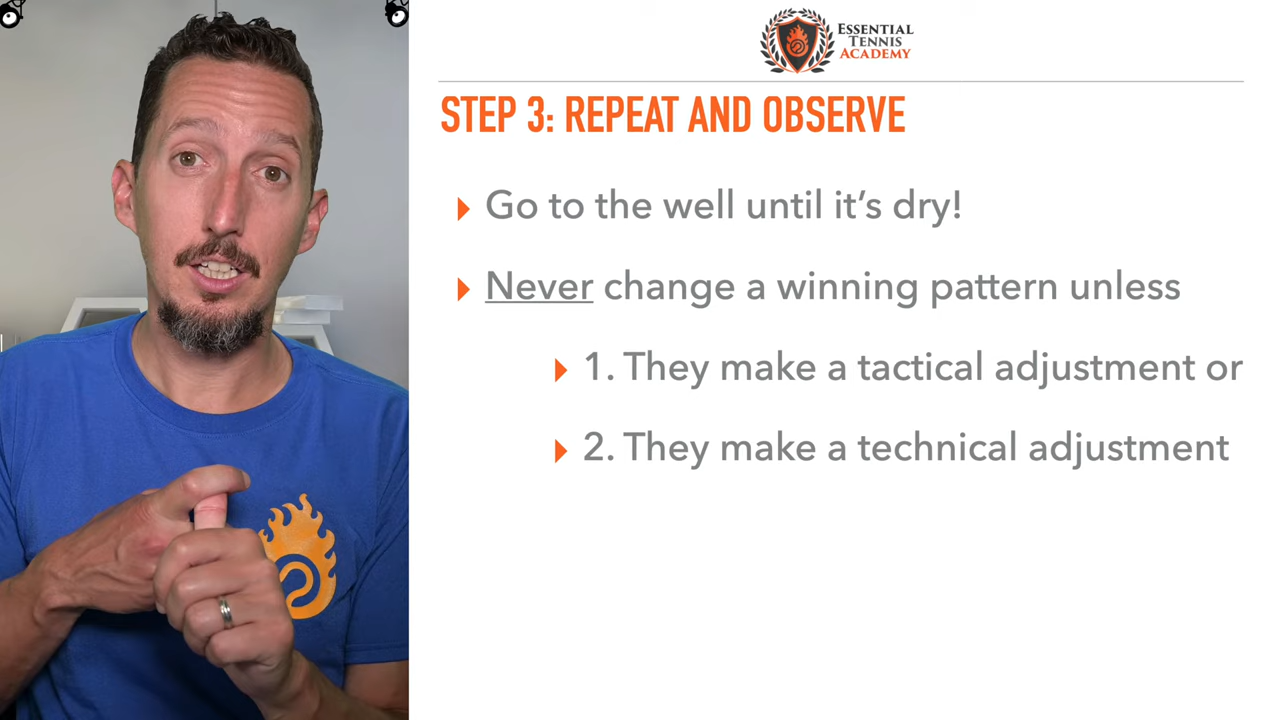 ESSENTIAL
TENNIS
ACADEMY
STEP 3: REPEAT AND OBSERVE
Go to the well until it’s dry!
Never change a winning pattern unless
1. They make a tactical adjustment or
2. They make a technical adjustment